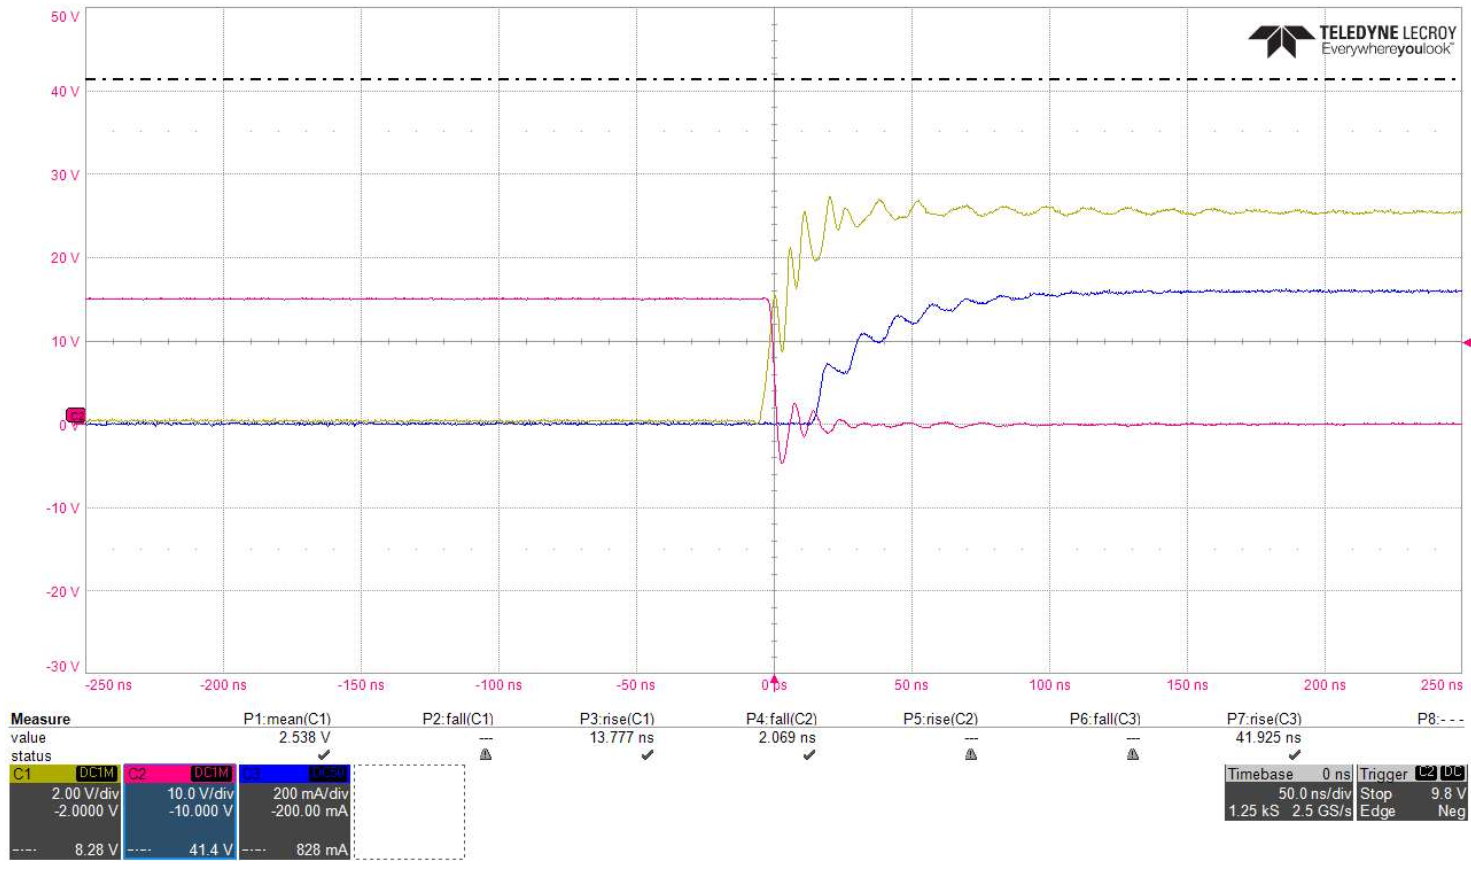 50 V
TELEDYNE LECROY
Everywhereyoulook™
40 V
30 V
20 V
10 V
C2
0 V
-10 V
-20 V
-30 V
-250 ns -200 ns -150 ns -100 ns -50 ns 0 ps 50 ns 100 ns 150 ns 200 ns 250 ns
Measure P1:mean(C1) P2:fall(C1) P3:rise(C1) P4:fall(C2) P5:rise(C2) P6:fall(C3) P7:rise(C3) P8:- - -
value 2.538 V --- 13.777 ns 2.069 ns --- --- 41.925 ns
status
C1 DC1M C2 DC1M C3 DC50 Timebase 0 ns Trigger C2 DC
2.00 V/div 10.0 V/div 200 mA/div 50.0 ns/div Stop 9.8 V
-2.0000 V -10.000 V -200.00 mA 1.25 kS 2.5 GS/s Edge Neg
8.28 V 41.4 V 828 mA